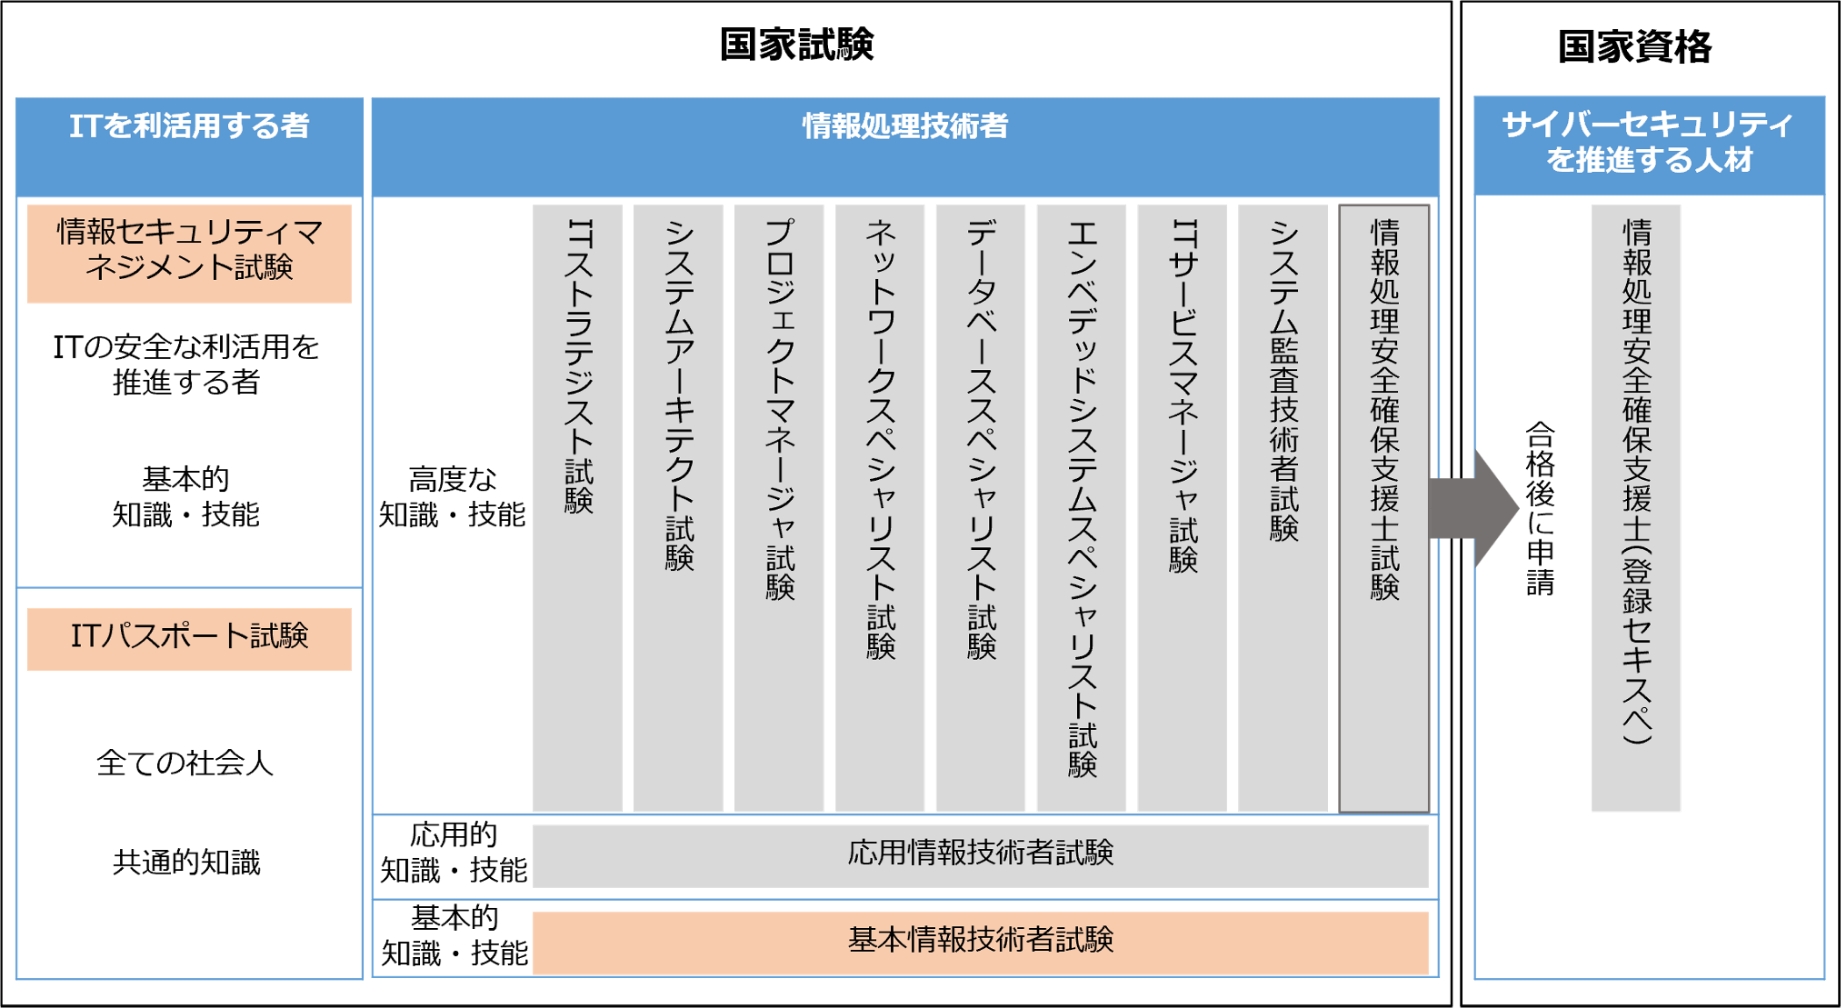 国家試験
ITを利活用する者
情報セキュリティマ
ネジメント試験
ITの安全な利活用を
推進する者
基本的
知識・技能
ITパスポート試験
全ての社会人
共通的知識
情報処理技術者
高度な
知識・技能
ITストラテジスト試験
システムアーキテクト試験
プロジェクトマネージャ試験
ネットワークスペシャリスト試験
データベーススペシャリスト試験
エンベデッドシステムスペシャリスト試験
ITサービスマネージャ試験
システム監査技術者試験
情報処理安全確保支援士試験
応用的
知識・技能
応用情報技術者試験
基本的
知識・技能
基本情報技術者試験
国家資格
サイバーセキュリティ
を推進する人材
合格後に申請
情報処理安全確保支援士(登録セキスペ)